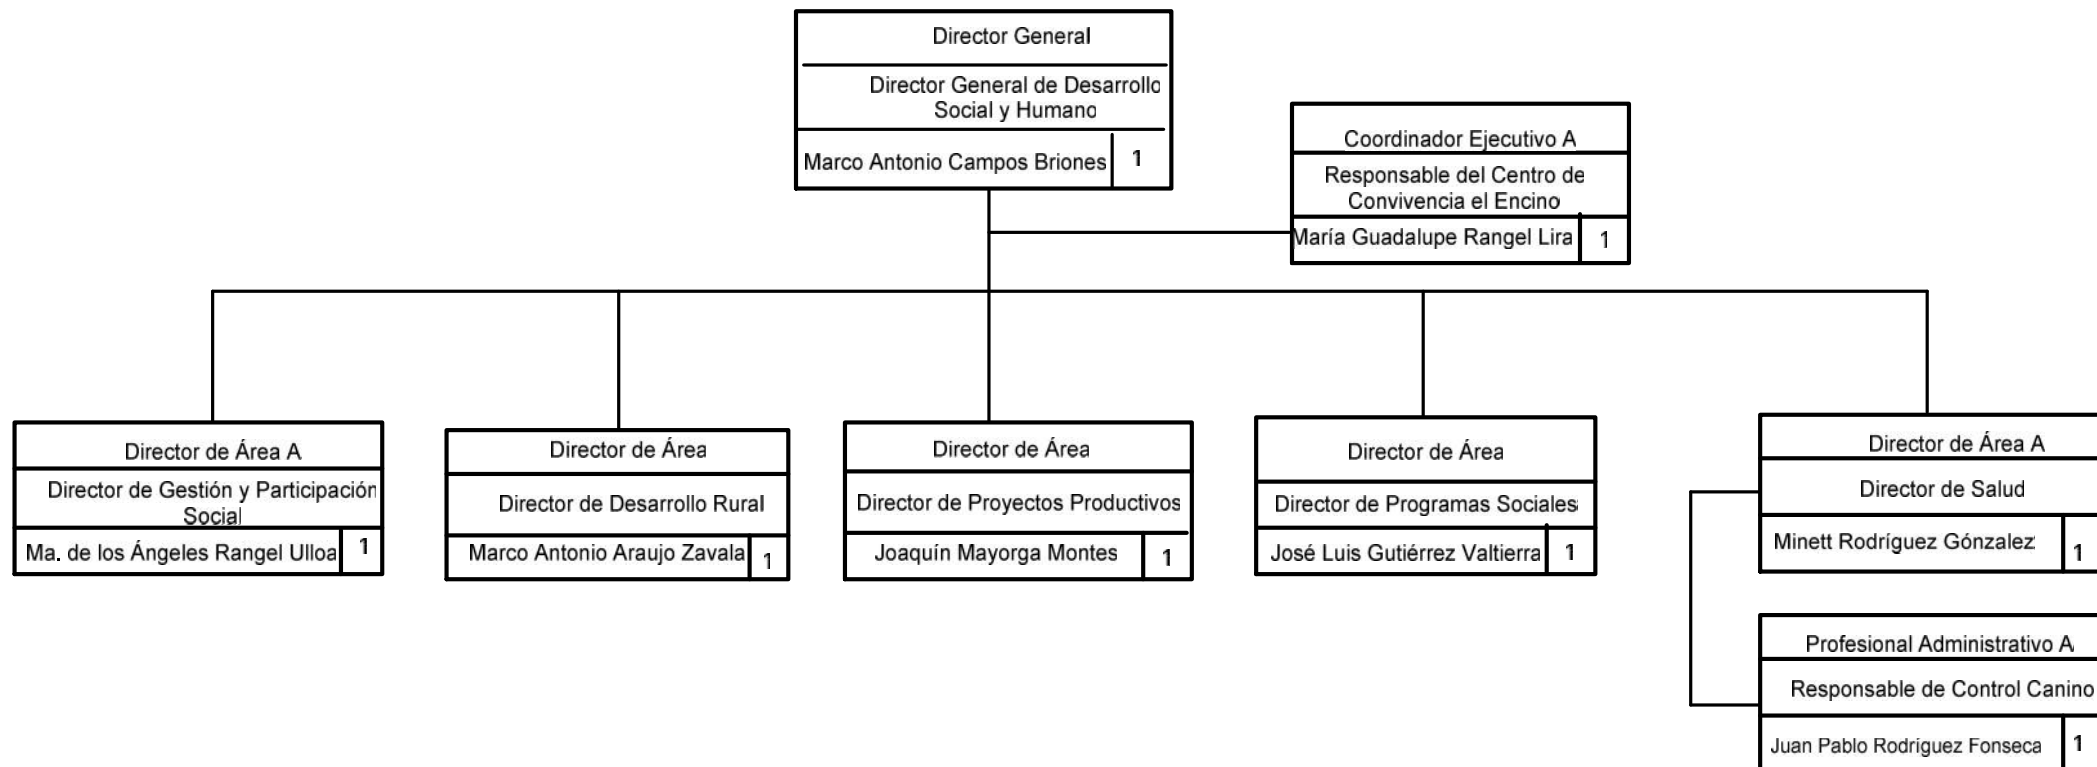 Director General
Director General de Desarrollo
Social y Humano
Marco Antonio Campos Briones 1
Coordinador Ejecutivo A
Responsable del Centro de
Convivencia el Encino
María Guadalupe Rangel Lira 1
Director de Área A
Director de Gestión y Participación
Social
Ma. de los Ángeles Rangel Ulloa 1
Director de Área
Director de Desarrollo Rural
Marco Antonio Araujo Zavala 1
Director de Área
Director de Proyectos Productivos
Joaquín Mayorga Montes 1
Director de Área
Director de Programas Sociales
José Luis Gutiérrez Valtierra 1
Director de Área A
Director de Salud
Minett Rodríguez Gónzalez 1
Profesional Administrativo A
Responsable de Control Canino
Juan Pablo Rodríguez Fonseca 1